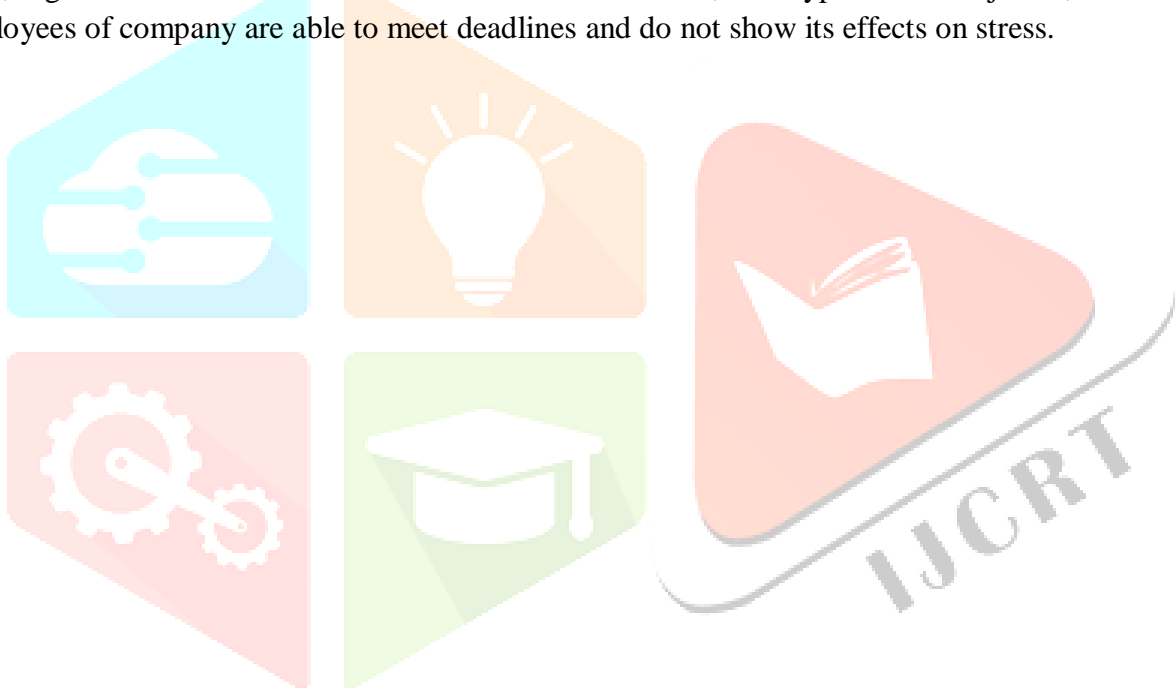 loyees of company are able to meet deadlines and do not show its effects on stress.
IJCRT